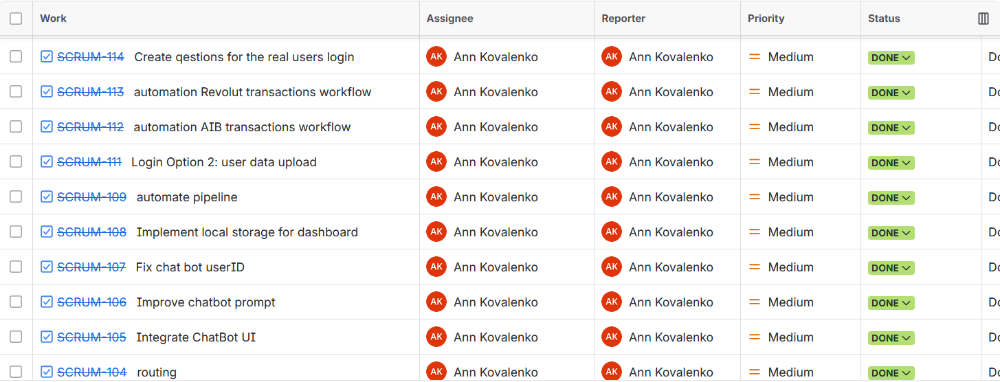 Work Assignee Reporter Priority Status
SCRUM-114 Create qestions for the real users login AK Ann Kovalenko AK Ann Kovalenko Medium DONE Do
SCRUM-113 automation Revolut transactions workflow AK Ann Kovalenko AK Ann Kovalenko Medium DONE Do
SCRUM-112 automation AIB transactions workflow AK Ann Kovalenko AK Ann Kovalenko Medium DONE Do
SCRUM-111 Login Option 2: user data upload AK Ann Kovalenko AK Ann Kovalenko Medium DONE Do
SCRUM-109 automate pipeline AK Ann Kovalenko AK Ann Kovalenko Medium DONE Do
SCRUM-108 Implement local storage for dashboard AK Ann Kovalenko AK Ann Kovalenko Medium DONE Do
SCRUM-107 Fix chat bot userID AK Ann Kovalenko AK Ann Kovalenko Medium DONE Do
SCRUM-106 Improve chatbot prompt AK Ann Kovalenko AK Ann Kovalenko Medium DONE Do
SCRUM-105 Integrate ChatBot UI AK Ann Kovalenko AK Ann Kovalenko Medium DONE Do
SCRUM-104 routing AK Ann Kovalenko AK Ann Kovalenko Medium DONE Do